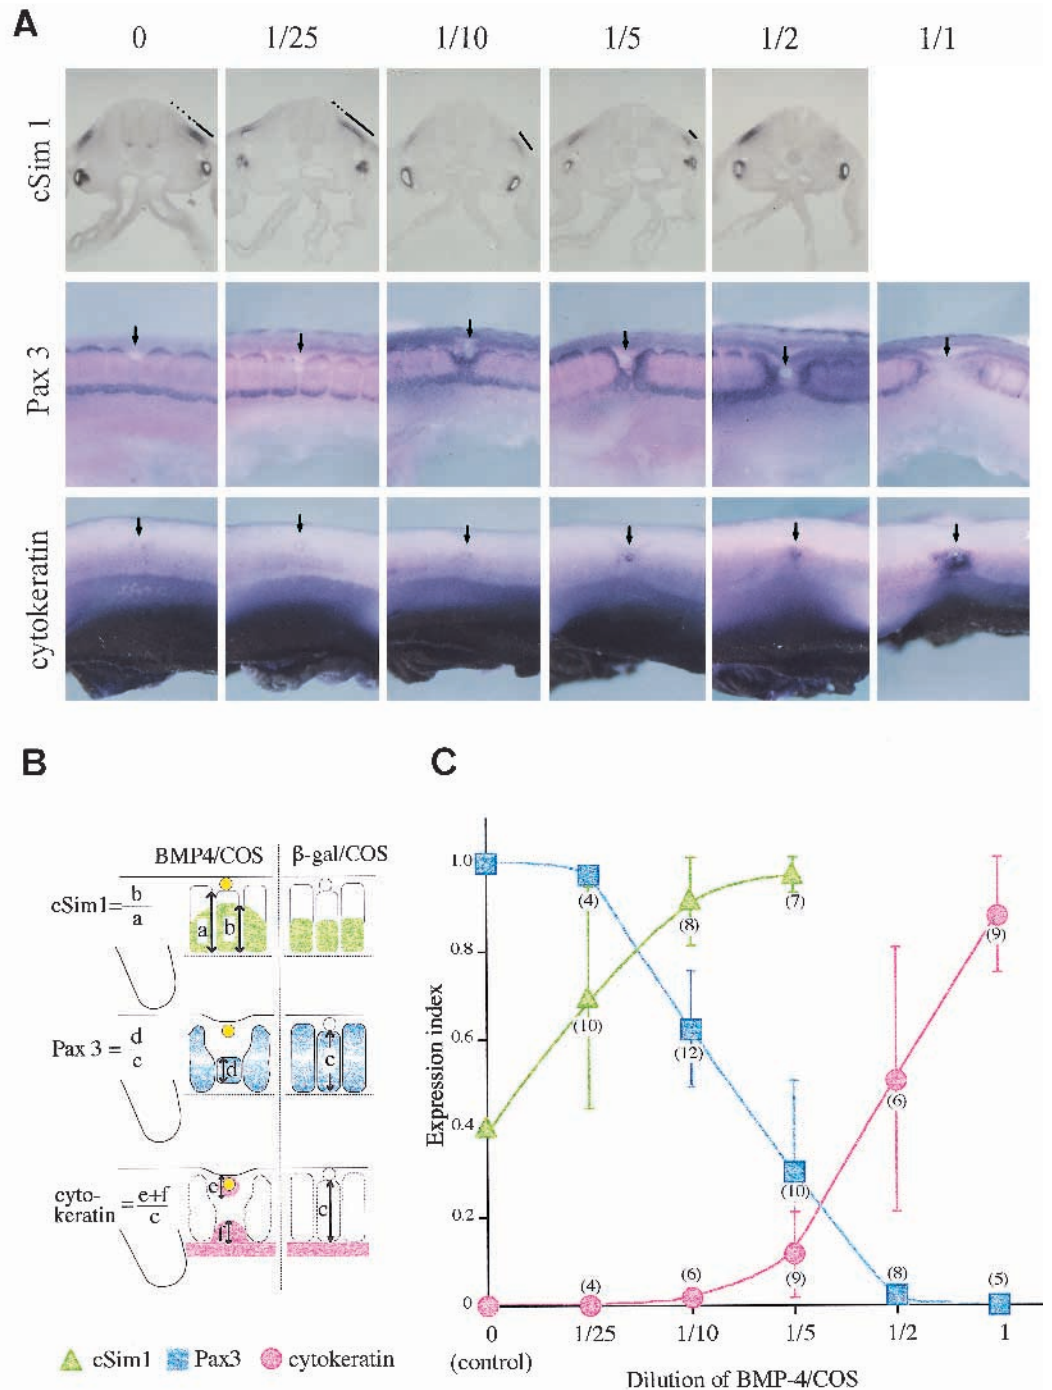 A
0 1/25 1/10 1/5 1/2 1/1
cSim 1
Pax 3
cytokeratin
B
BMP4/COS β-gal/COS
cSim1=b/a
a b
Pax 3 = d/c
d c
cyto-
keratin = e+f/c
e f c
C
Expression index
1.0
0.8
0.6
0.4
0.2
0
(4)
(8)
(7)
(10)
(12)
(9)
(6)
(10)
(4)
(6)
(9)
(8)
(5)
0 1/25 1/10 1/5 1/2 1
(control)
Dilution of BMP-4/COS
cSim1 Pax3 cytokeratin